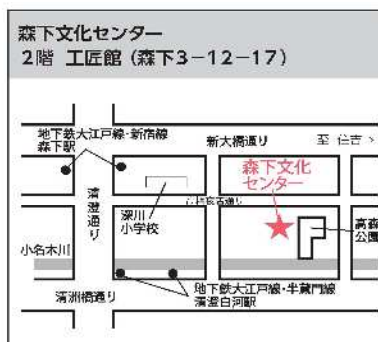 森下文化センター
2階 工匠館（森下3−12−17）
地下鉄大江戸線・新宿線
森下駅
新大橋通り
至 住吉＞
森下文化
センター
清澄通り
深川
小学校
高森
公園
小名木川
清洲橋通り
地下鉄大江戸線・半蔵門線
清澄白河駅